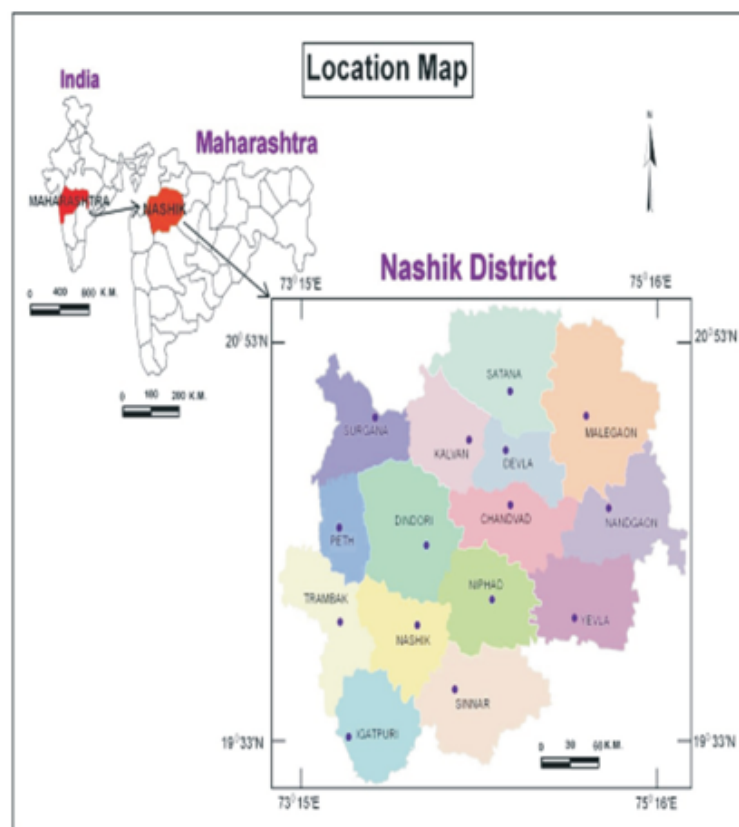 Location Map
India
Maharashtra
N
MAHARASHTRA
NASHIK
0 400 800 K.M.
0 100 200 K.M.
Nashik District
73°15'E
75°16'E
20°53'N
20°53'N
SATANA
MALEGAON
SURGANA
KALVAN
DEVLA
CHANDVAD
NANDGAON
DINDORI
PETH
NIPHAD
TRAMBAK
YEVLA
NASHIK
SINNAR
IGATPURI
19°33'N
19°33'N
0 30 60 K.M.
73°15'E
75°16'E